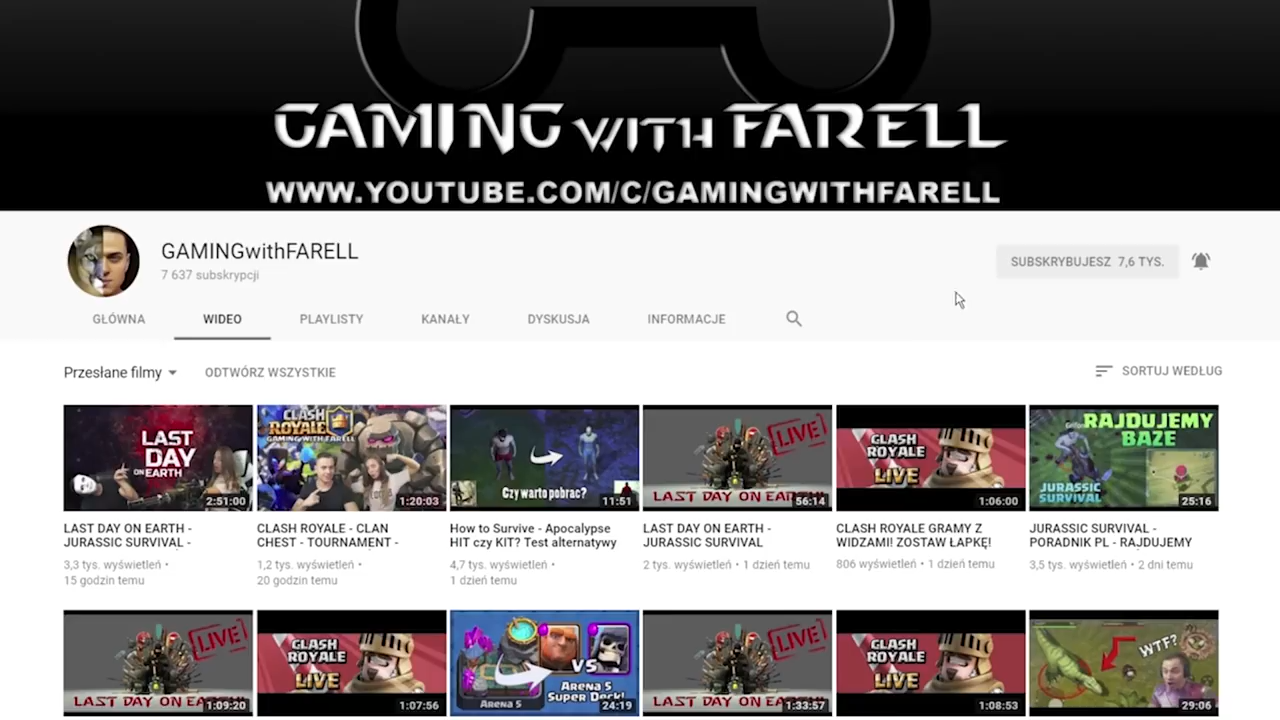 GAMING WITH FARELL
WWW.YOUTUBE.COM/C/GAMINGWITHFARELL
GAMINGwithFARELL
7 637 subskrypcji
SUBSKRYBUJESZ 7,6 TYS.
GŁÓWNA WIDEO PLAYLISTY KANAŁY DYSKUSJA INFORMACJE
Przesłane filmy ODTWÓRZ WSZYSTKIE SORTUJ WEDŁUG
LAST
DAY
ON EARTH
2:51:00
CLASH
ROYALE
GAMING WITH FARELL
1:20:03
Czy warto pobrac?
11:51
LIVE
LAST DAY ON EARTH
56:14
CLASH
ROYALE
LIVE
1:06:00
RAJDUJEMY
BAZE
JURASSIC
SURVIVAL
25:16
LAST DAY ON EARTH -
JURASSIC SURVIVAL -
3,3 tys. wyświetleń •
15 godzin temu
CLASH ROYALE - CLAN
CHEST - TOURNAMENT -
1,2 tys. wyświetleń •
20 godzin temu
How to Survive - Apocalypse
HIT czy KIT? Test alternatywy
4,7 tys. wyświetleń •
1 dzień temu
LAST DAY ON EARTH -
JURASSIC SURVIVAL
2 tys. wyświetleń • 1 dzień temu
CLASH ROYALE GRAMY Z
WIDZAMI! ZOSTAW ŁAPKĘ!
806 wyświetleń • 1 dzień temu
JURASSIC SURVIVAL -
PORADNIK PL - RAJDUJEMY
3,5 tys. wyświetleń • 2 dni temu
LIVE
LAST DAY ON EARTH
1:09:20
CLASH
ROYALE
LIVE
1:07:56
VS
Arena 5
Super Deck!
Arena 5
24:19
LIVE
LAST DAY ON EA
1:33:57
CLASH
ROYALE
LIVE
1:08:53
WTF?
29:06